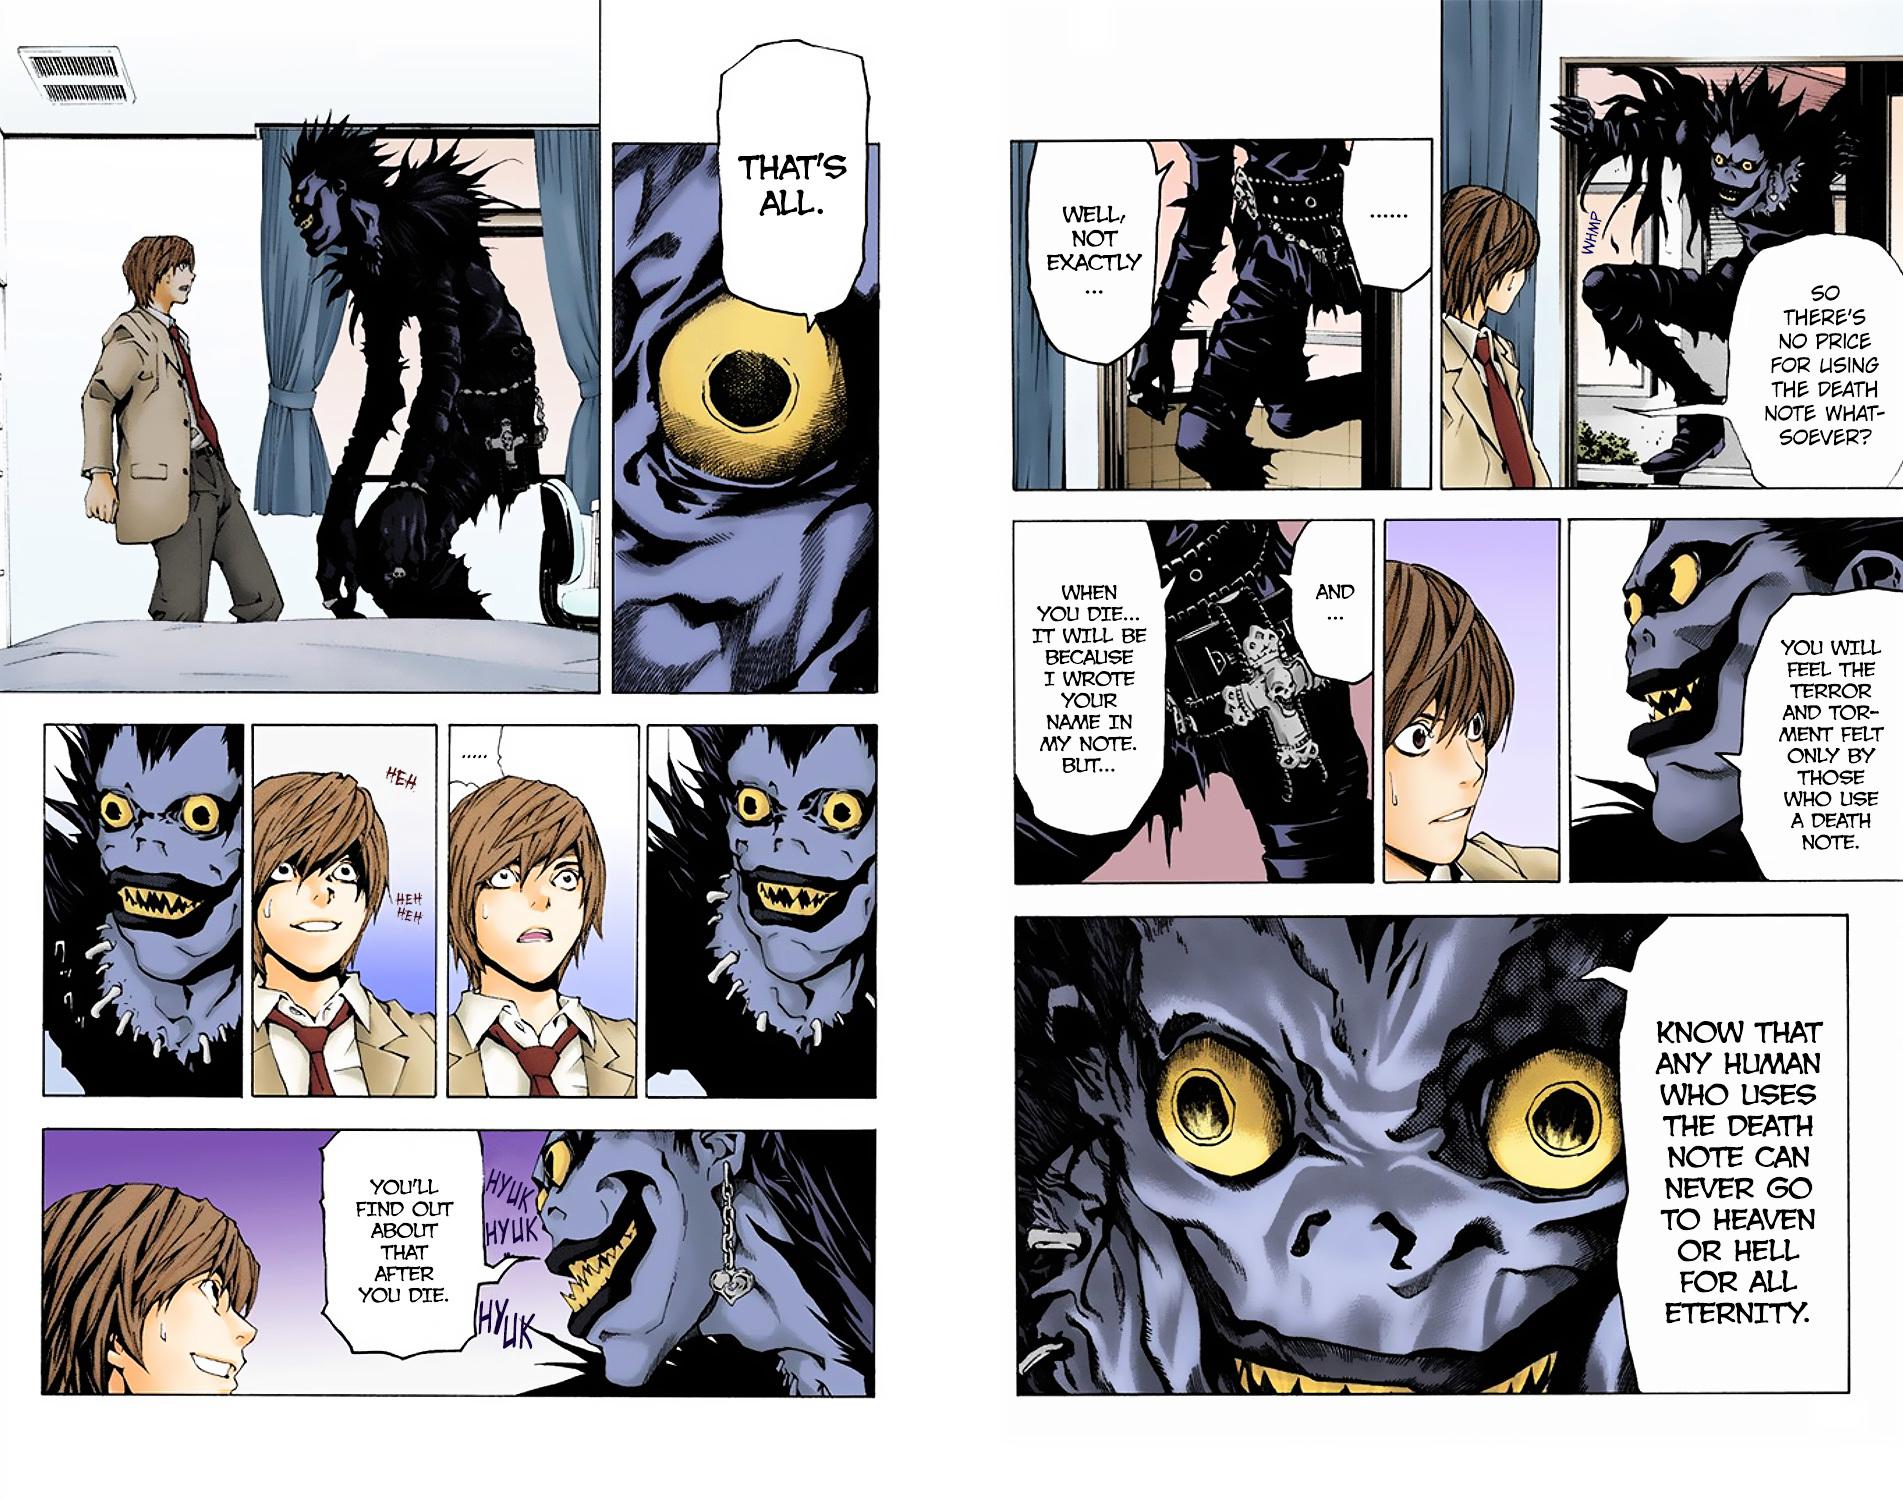 SO
THERE'S
NO PRICE
FOR USING
THE DEATH
NOTE WHAT-
SOEVER?
WHMP
......
WELL,
NOT
EXACTLY
...
YOU WILL
FEEL THE
TERROR
AND TOR-
MENT FELT
ONLY BY
THOSE
WHO USE
A DEATH
NOTE.
AND
...
WHEN
YOU DIE...
IT WILL BE
BECAUSE
I WROTE
YOUR
NAME IN
MY NOTE.
BUT...
KNOW THAT
ANY HUMAN
WHO USES
THE DEATH
NOTE CAN
NEVER GO
TO HEAVEN
OR HELL
FOR ALL
ETERNITY.
THAT'S
ALL.
.....
HEH
HEH
HEH
HYUK
HYUK
HYUK
YOU'LL
FIND OUT
ABOUT
THAT
AFTER
YOU DIE.